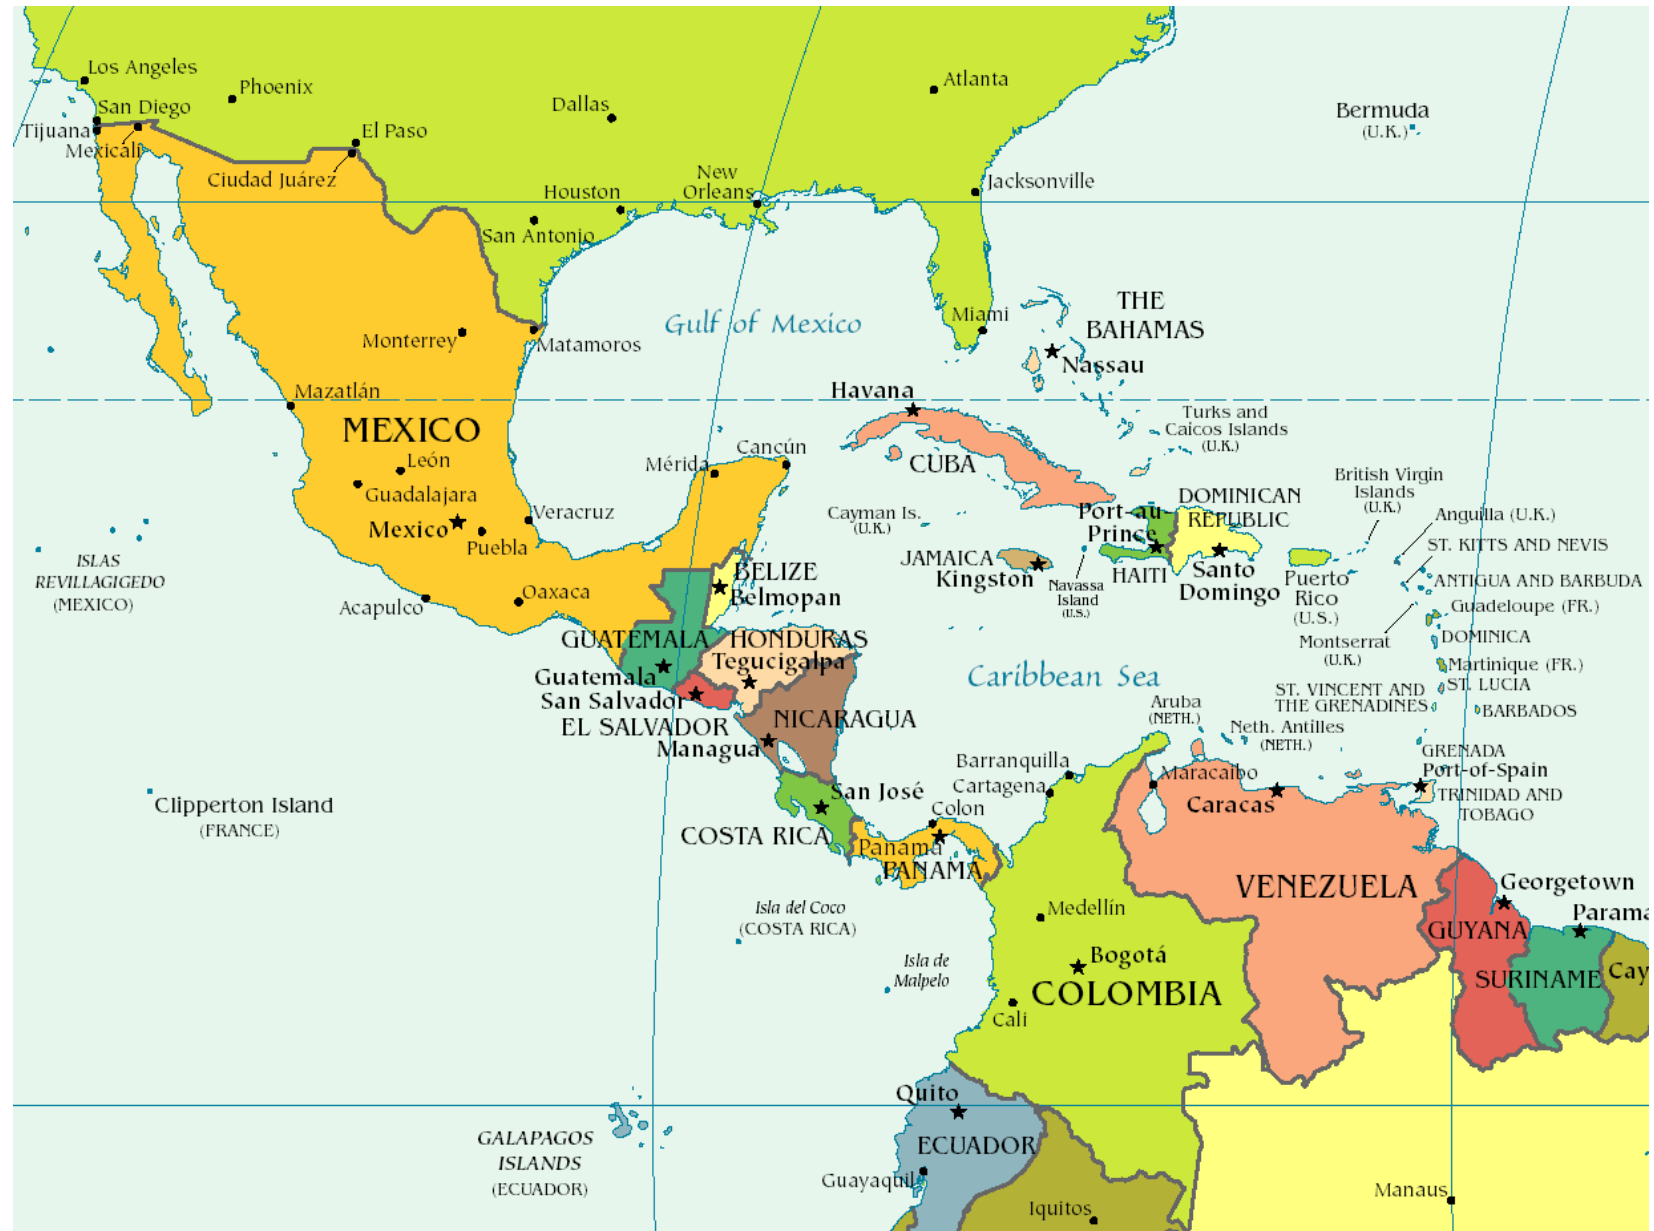 Los Angeles
Phoenix
San Diego
Tijuana
Mexicali
El Paso
Ciudad Juárez
Dallas
Atlanta
Bermuda
(U.K.)
New
Orleans
Houston
San Antonio
Jacksonville
Miami
Gulf of Mexico
THE
BAHAMAS
Nassau
Monterrey
Matamoros
Mazatlán
MEXICO
León
Guadalajara
Mexico
Puebla
Veracruz
Acapulco
Oaxaca
Mérida
Cancún
Havana
CUBA
Turks and
Caicos Islands
(U.K.)
Cayman Is.
(U.K.)
JAMAICA
Kingston
Navassa
Island
(U.S.)
Port-au-
Prince
HAITI
DOMINICAN
REPUBLIC
Santo
Domingo
Puerto
Rico
(U.S.)
British Virgin
Islands
(U.K.)
Anguilla (U.K.)
ST. KITTS AND NEVIS
ANTIGUA AND BARBUDA
Guadeloupe (FR.)
Montserrat
(U.K.)
DOMINICA
Martinique (FR.)
ST. LUCIA
ST. VINCENT AND
THE GRENADINES
BARBADOS
GRENADA
Port-of-Spain
TRINIDAD AND
TOBAGO
Aruba
(NETH.)
Neth. Antilles
(NETH.)
Caribbean Sea
ISLAS
REVILLAGIGEDO
(MEXICO)
BELIZE
Belmopan
GUATEMALA
Guatemala
HONDURAS
Tegucigalpa
San Salvador
EL SALVADOR
NICARAGUA
Managua
San José
COSTA RICA
Colon
Panama
PANAMA
Clipperton Island
(FRANCE)
Isla del Coco
(COSTA RICA)
Isla de
Malpelo
Barranquilla
Cartagena
Maracaibo
Caracas
VENEZUELA
Medellín
Bogotá
COLOMBIA
Cali
Georgetown
GUYANA
Parama
SURINAME
Cay
Quito
ECUADOR
Guayaquil
GALAPAGOS
ISLANDS
(ECUADOR)
Iquitos
Manaus